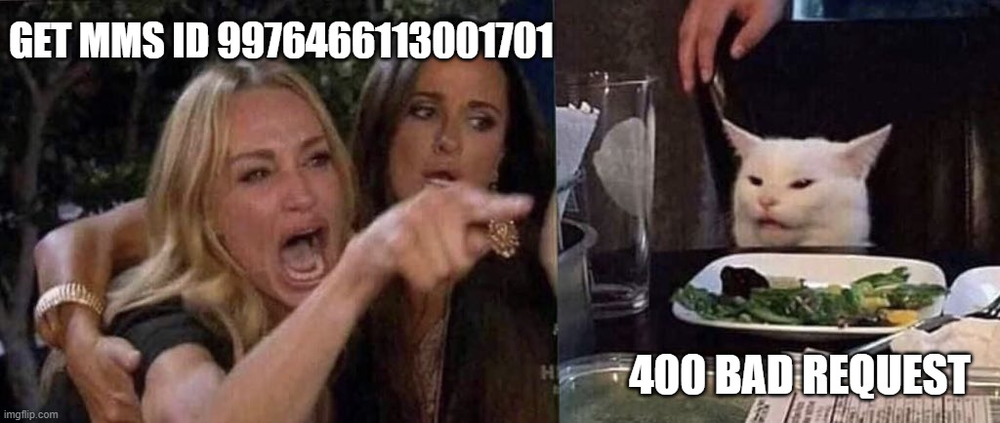 GET MMS ID 9976466113001701
400 BAD REQUEST
imgflip.com